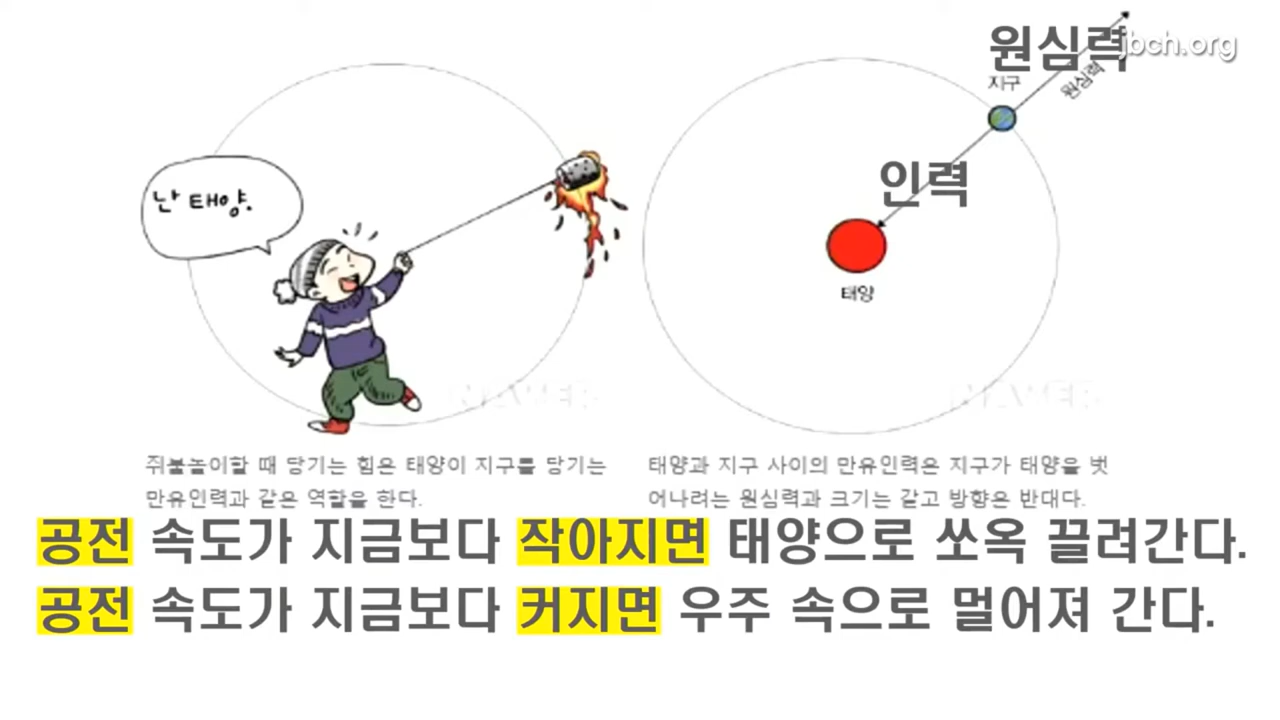 원심력
jbch.org
지구
원심력
인력
난 태양.
태양
NAVER
NAVER
쥐불놀이할 때 당기는 힘은 태양이 지구를 당기는
만유인력과 같은 역할을 한다.
태양과 지구 사이의 만유인력은 지구가 태양을 벗
어나려는 원심력과 크기는 같고 방향은 반대다.
공전 속도가 지금보다 작아지면 태양으로 쏘옥 끌려간다.
공전 속도가 지금보다 커지면 우주 속으로 멀어져 간다.